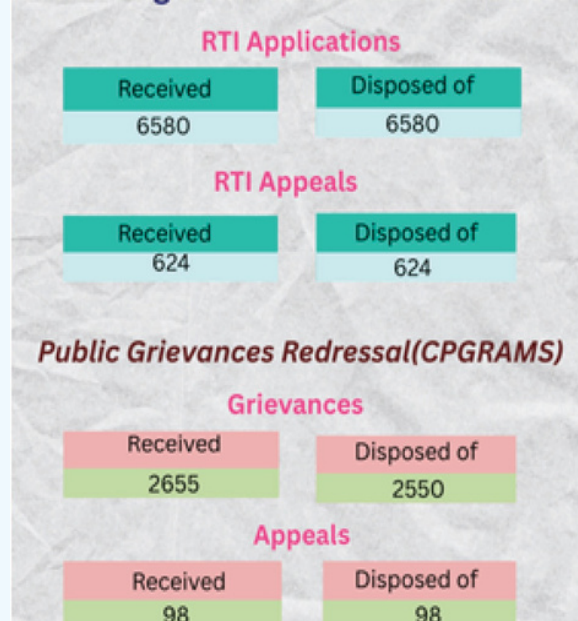 RTI Applications
Received Disposed of
6580 6580
RTI Appeals
Received Disposed of
624 624
Public Grievances Redressal(CPGRAMS)
Grievances
Received Disposed of
2655 2550
Appeals
Received Disposed of
98 98